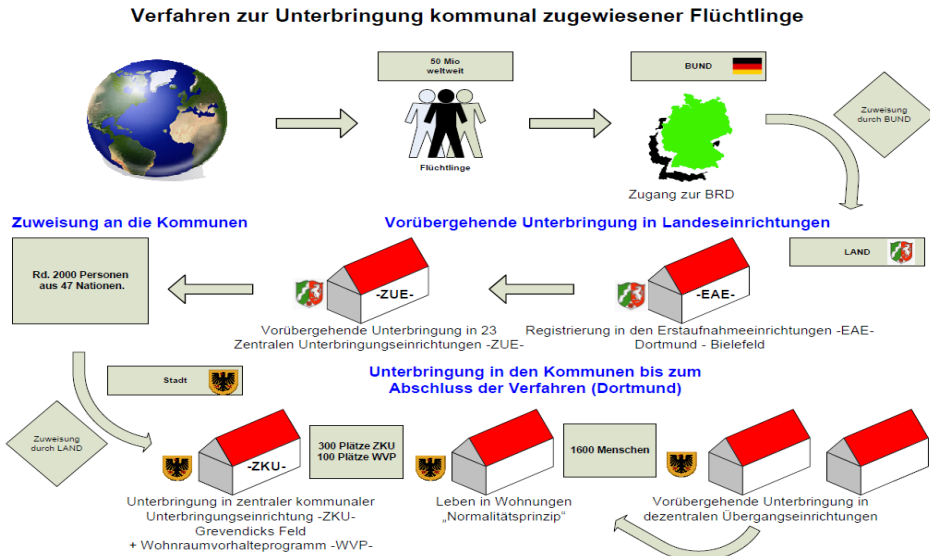 Verfahren zur Unterbringung kommunal zugewiesener Flüchtlinge
50 Mio
weltweit
Flüchtlinge
BUND
Zugang zur BRD
Zuweisung
durch BUND
Zuweisung an die Kommunen
Vorübergehende Unterbringung in Landeseinrichtungen
LAND
Rd. 2000 Personen
aus 47 Nationen.
-ZUE-
-EAE-
Vorübergehende Unterbringung in 23
Zentralen Unterbringungseinrichtungen -ZUE-
Registrierung in den Erstaufnahmeeinrichtungen -EAE-
Dortmund - Bielefeld
Unterbringung in den Kommunen bis zum
Abschluss der Verfahren (Dortmund)
Stadt
Zuweisung
durch LAND
-ZKU-
300 Plätze ZKU
100 Plätze WVP
1600 Menschen
Unterbringung in zentraler kommunaler
Unterbringungseinrichtung -ZKU-
Grevendicks Feld
+ Wohnraumvorhalteprogramm -WVP-
Leben in Wohnungen
„Normalitätsprinzip“
Vorübergehende Unterbringung in
dezentralen Übergangseinrichtungen